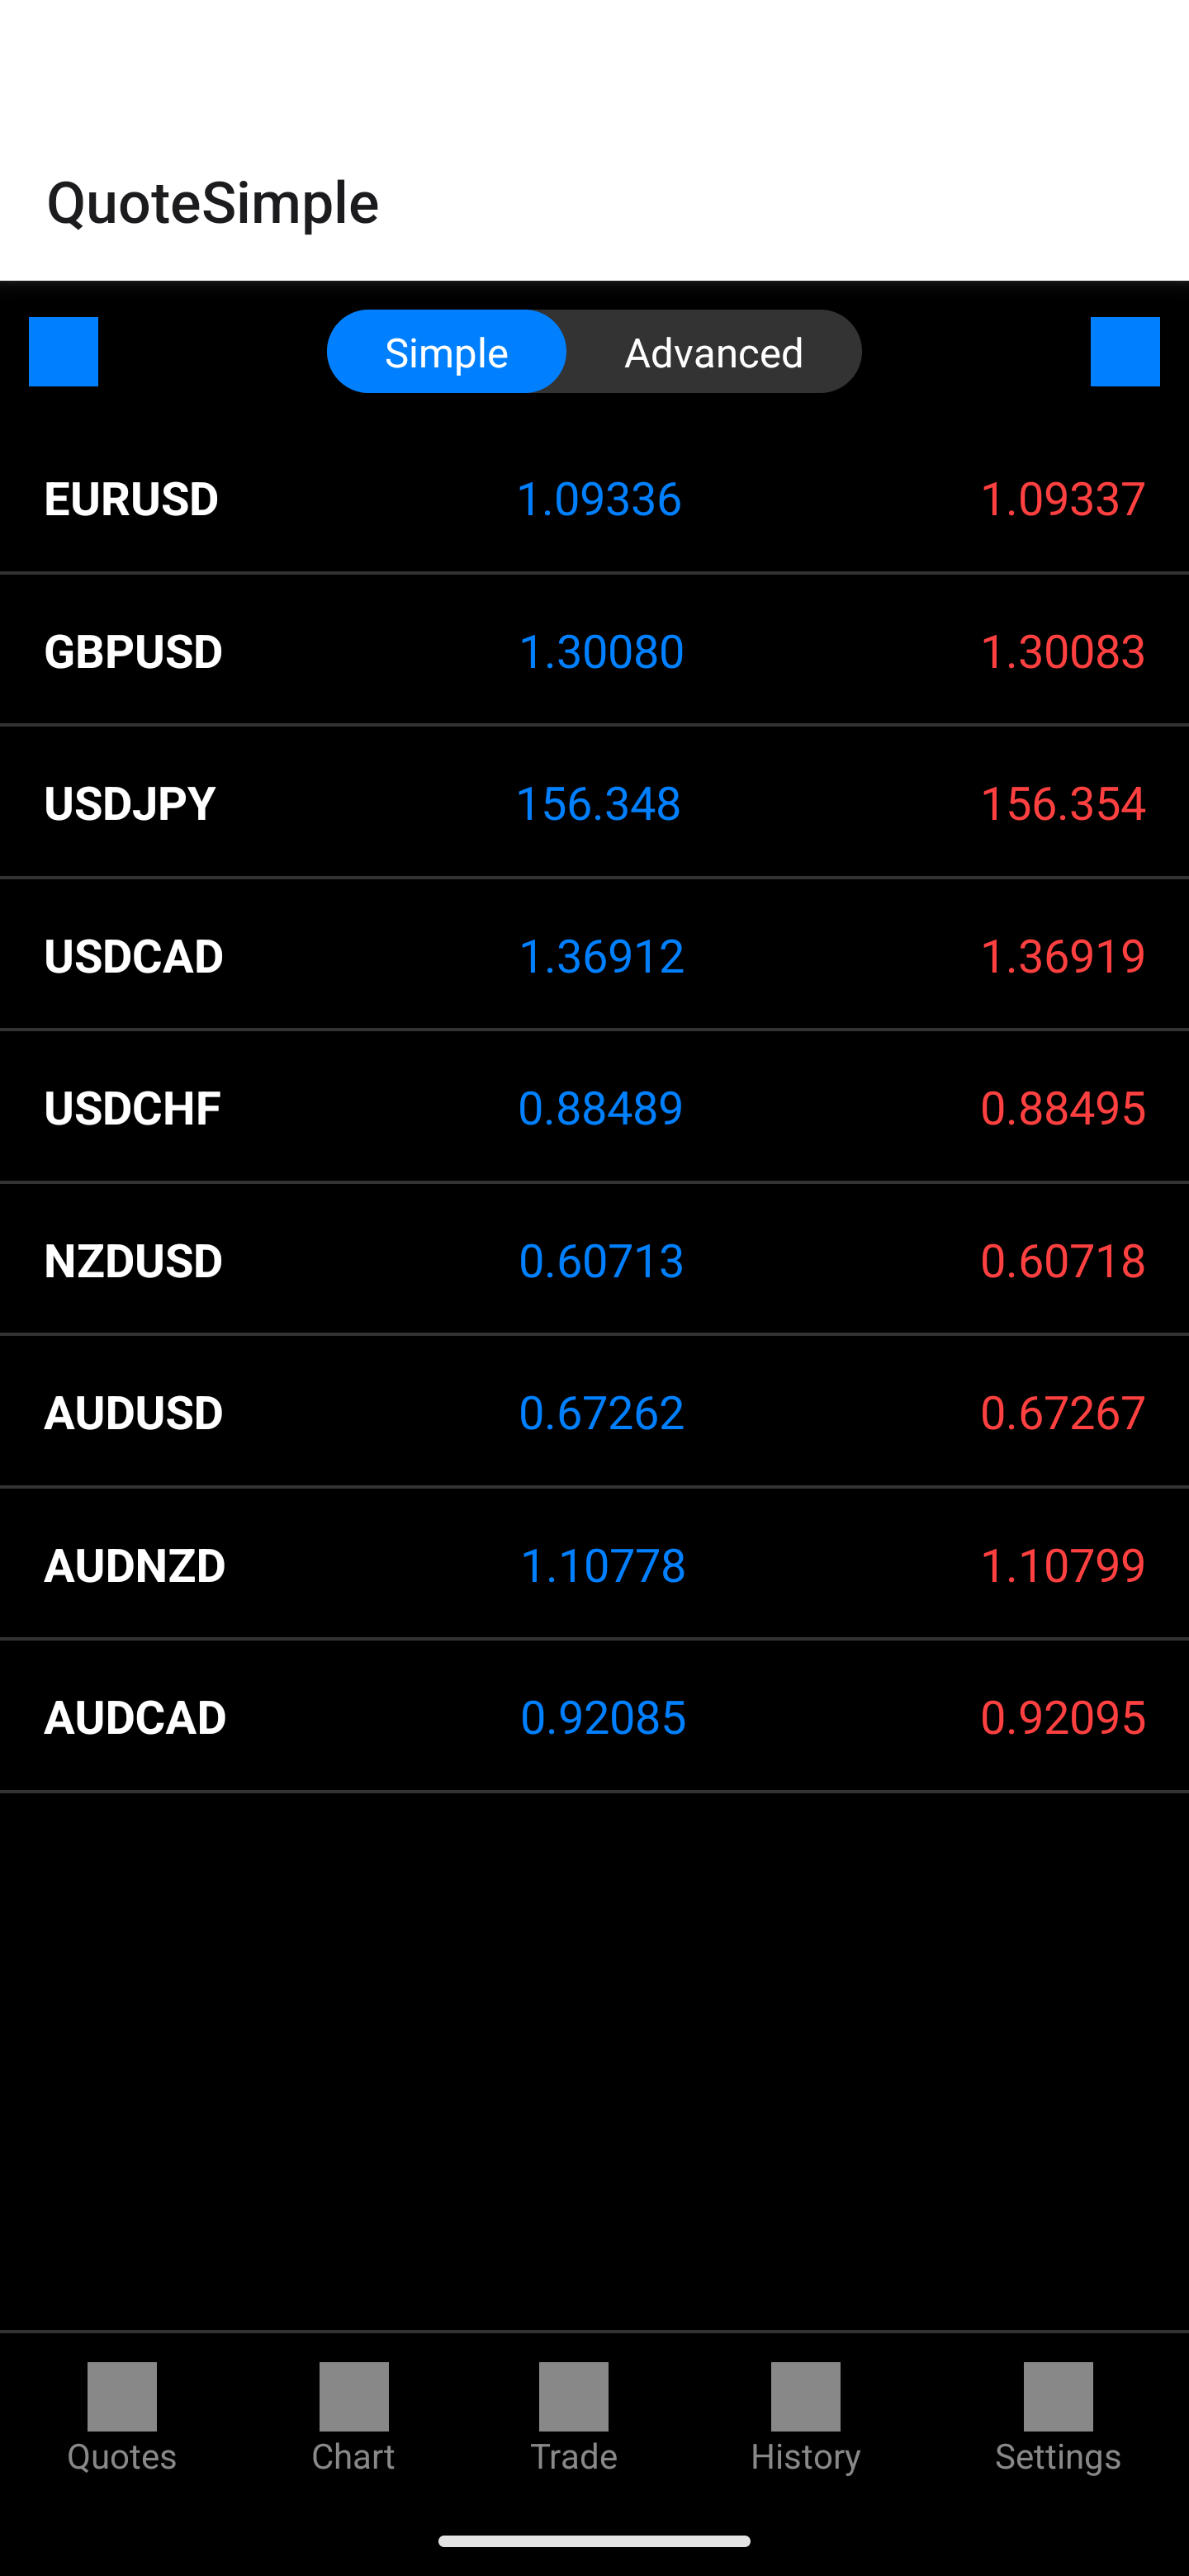 QuoteSimple
Simple Advanced
EURUSD 1.09336 1.09337
GBPUSD 1.30080 1.30083
USDJPY 156.348 156.354
USDCAD 1.36912 1.36919
USDCHF 0.88489 0.88495
NZDUSD 0.60713 0.60718
AUDUSD 0.67262 0.67267
AUDNZD 1.10778 1.10799
AUDCAD 0.92085 0.92095
Quotes Chart Trade History Settings